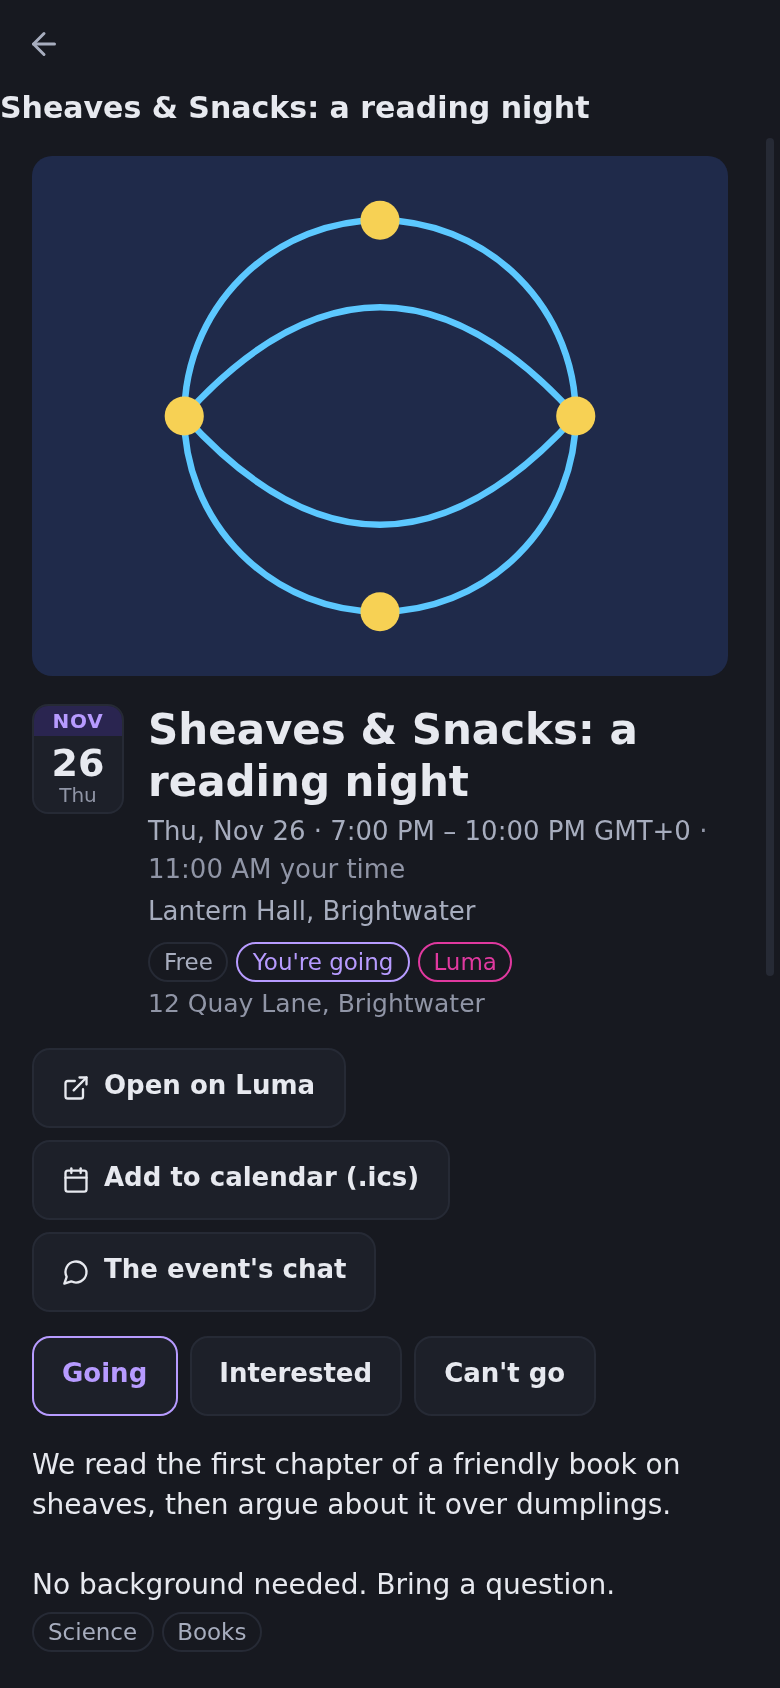 Sheaves & Snacks: a reading night
NOV
26
Thu
Sheaves & Snacks: a
reading night
Thu, Nov 26 · 7:00 PM – 10:00 PM GMT+0 ·
11:00 AM your time
Lantern Hall, Brightwater
Free
You're going
Luma
12 Quay Lane, Brightwater
Open on Luma
Add to calendar (.ics)
The event's chat
Going
Interested
Can't go
We read the first chapter of a friendly book on
sheaves, then argue about it over dumplings.
No background needed. Bring a question.
Science
Books